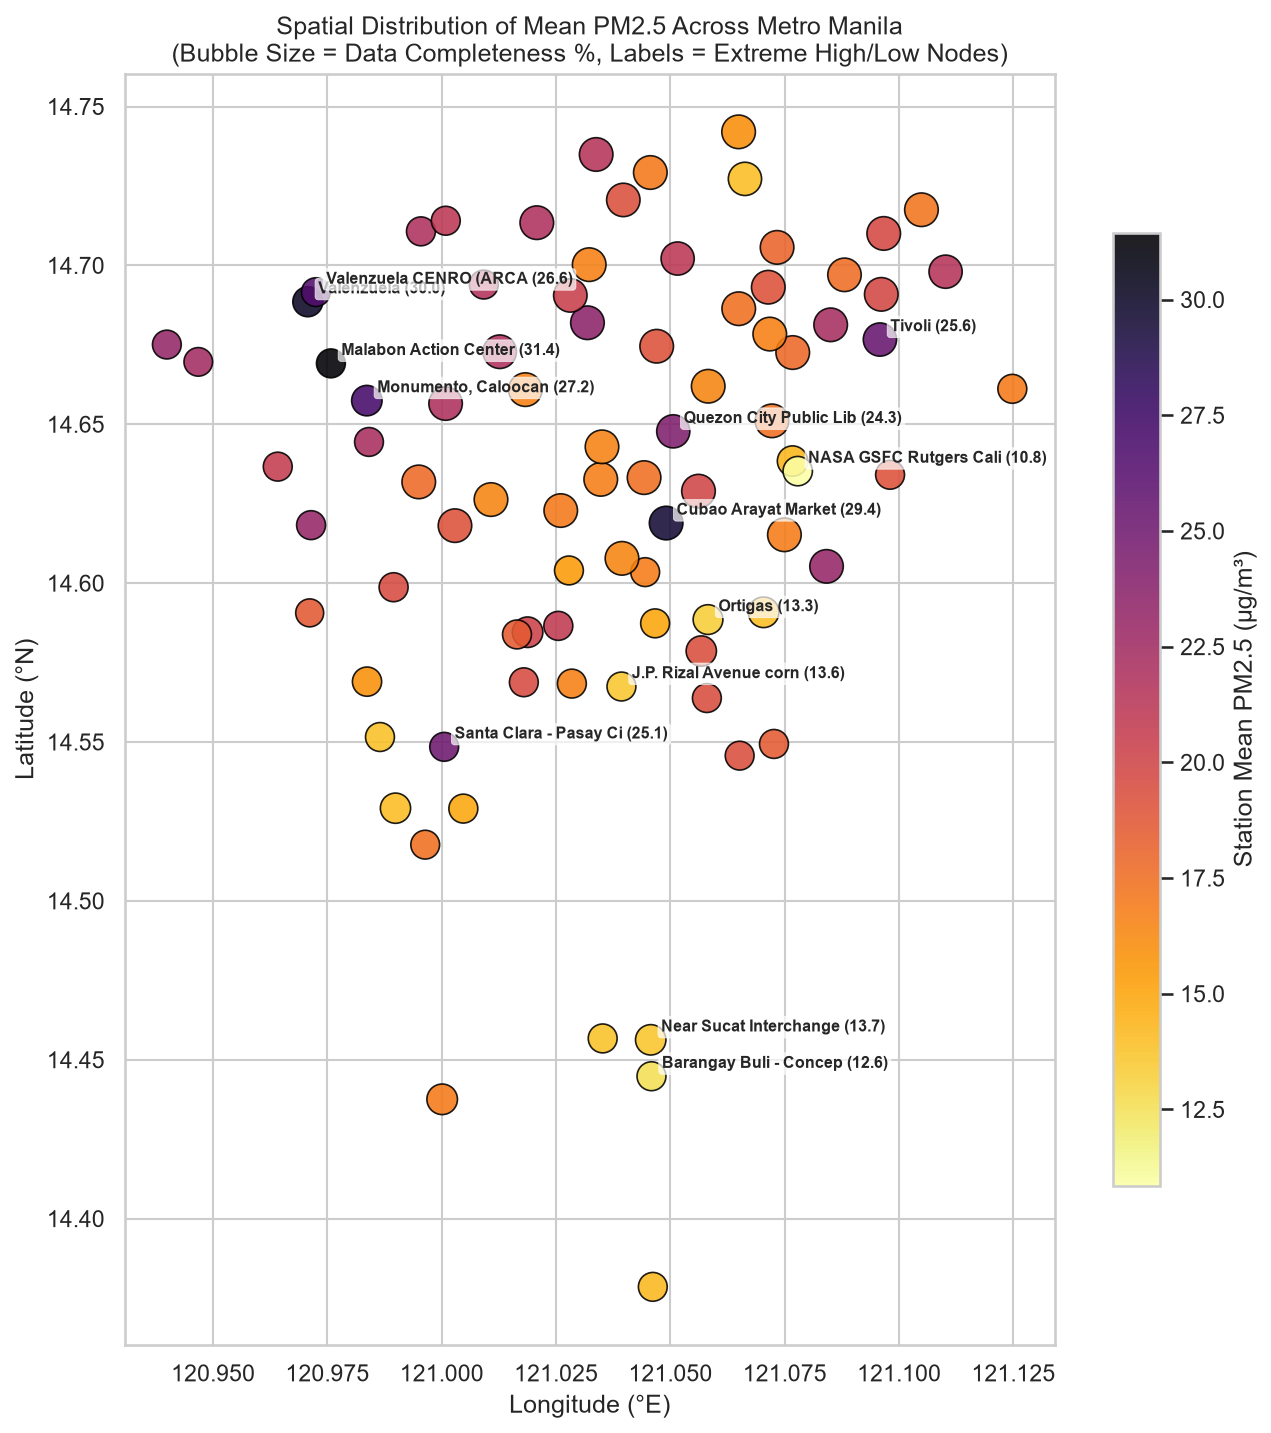 Spatial Distribution of Mean PM2.5 Across Metro Manila
(Bubble Size = Data Completeness %, Labels = Extreme High/Low Nodes)
14.75
14.70
14.65
14.60
14.55
14.50
14.45
14.40
Latitude (°N)
Valenzuela CENRO (ARCA (26.6)
Valenzuela (30.0)
Tivoli (25.6)
Malabon Action Center (31.4)
Monumento, Caloocan (27.2)
Quezon City Public Lib (24.3)
NASA GSFC Rutgers Cali (10.8)
Cubao Arayat Market (29.4)
Ortigas (13.3)
J.P. Rizal Avenue corn (13.6)
Santa Clara - Pasay Ci (25.1)
Near Sucat Interchange (13.7)
Barangay Buli - Concep (12.6)
120.950 120.975 121.000 121.025 121.050 121.075 121.100 121.125
Longitude (°E)
30.0
27.5
25.0
22.5
20.0
17.5
15.0
12.5
Station Mean PM2.5 (µg/m³)